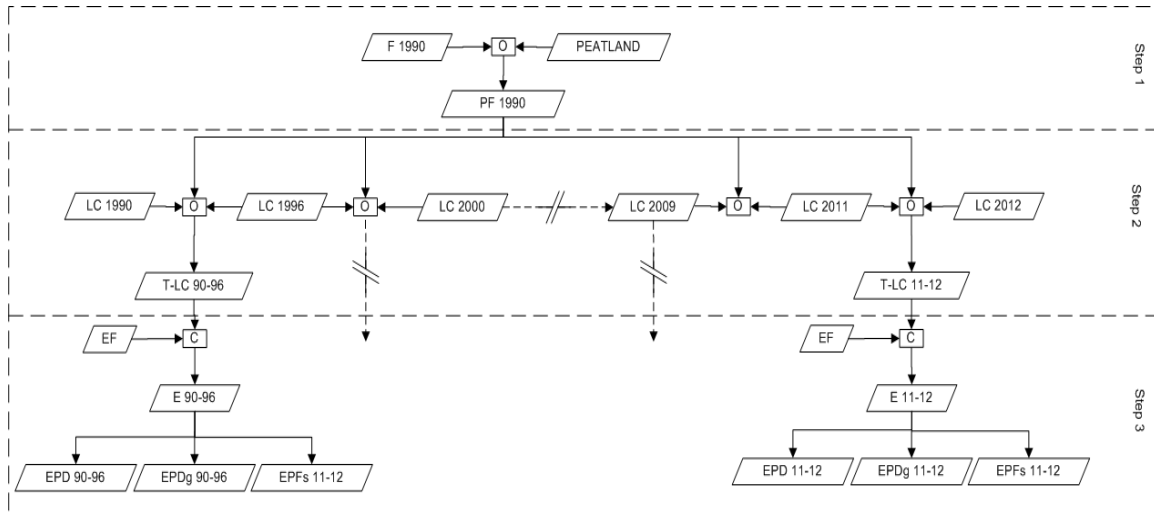 F 1990
O
PEATLAND
Step 1
PF 1990
LC 1990
O
LC 1996
O
LC 2000
LC 2009
O
LC 2011
O
LC 2012
Step 2
T-LC 90-96
T-LC 11-12
EF
C
EF
C
E 90-96
E 11-12
Step 3
EPD 90-96
EPDg 90-96
EPFs 11-12
EPD 11-12
EPDg 11-12
EPFs 11-12